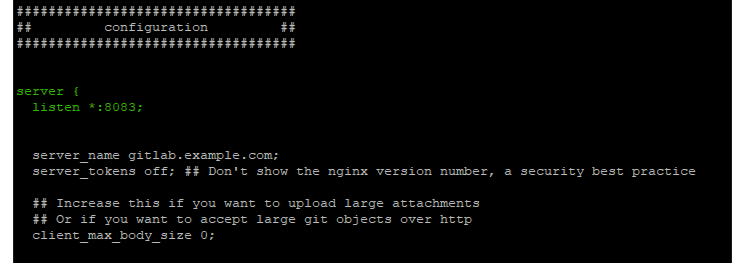 ###################################
##         configuration         ##
###################################
server {
  listen *:8083;
  server_name gitlab.example.com;
  server_tokens off; ## Don't show the nginx version number, a security best practice
  ## Increase this if you want to upload large attachments
  ## Or if you want to accept large git objects over http
  client_max_body_size 0;